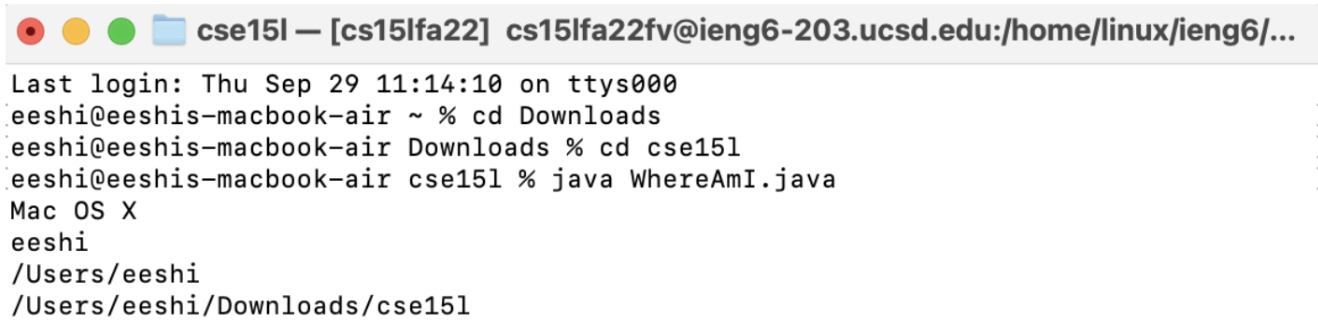 cse15l — [cs15lfa22] cs15lfa22fv@ieng6-203.ucsd.edu:/home/linux/ieng6/...
Last login: Thu Sep 29 11:14:10 on ttys000
eeshi@eeshis-macbook-air ~ % cd Downloads
eeshi@eeshis-macbook-air Downloads % cd cse15l
eeshi@eeshis-macbook-air cse15l % java WhereAmI.java
Mac OS X
eeshi
/Users/eeshi
/Users/eeshi/Downloads/cse15l